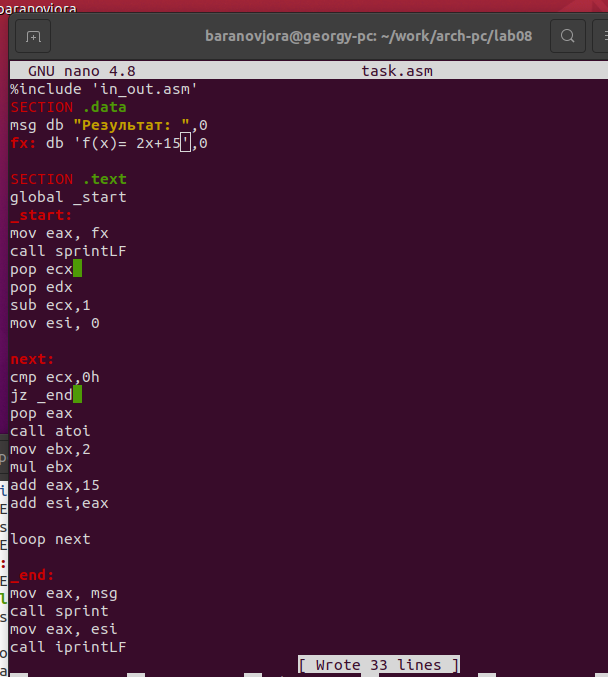 baranovjora
baranovjora@georgy-pc: ~/work/arch-pc/lab08
GNU nano 4.8 task.asm
%include 'in_out.asm'
SECTION .data
msg db "Результат: ",0
fx: db 'f(x)= 2x+15',0
SECTION .text
global _start
_start:
mov eax, fx
call sprintLF
pop ecx
pop edx
sub ecx,1
mov esi, 0
next:
cmp ecx,0h
jz _end
pop eax
call atoi
mov ebx,2
mul ebx
add eax,15
add esi,eax
loop next
_end:
mov eax, msg
call sprint
mov eax, esi
call iprintLF
[ Wrote 33 lines ]